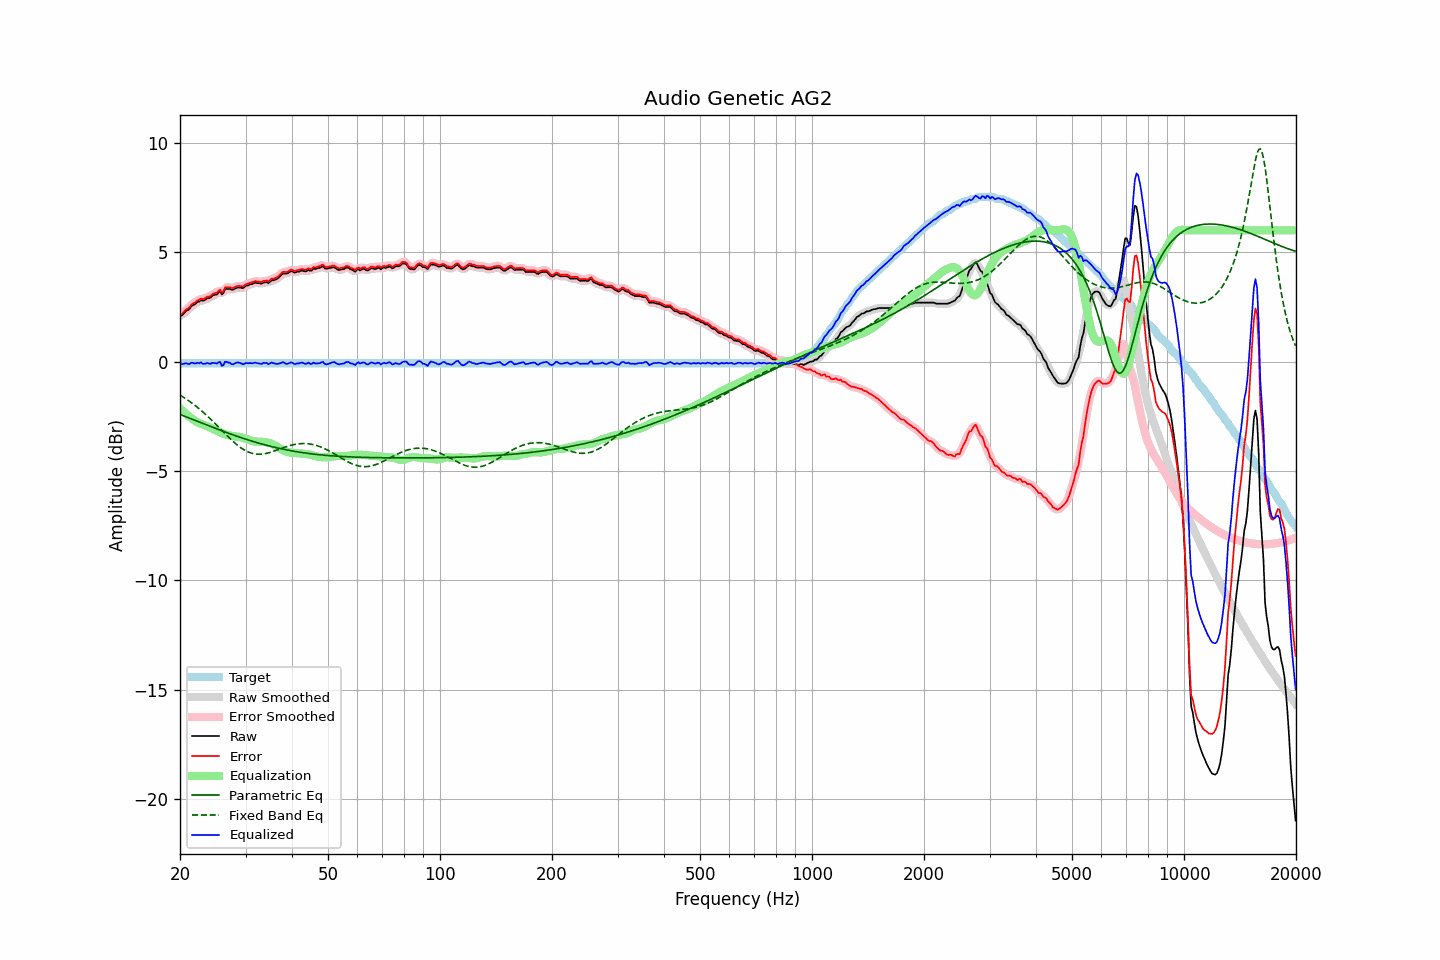 Audio Genetic AG2
Amplitude (dBr)
10
5
0
−5
−10
−15
−20
Target
Raw Smoothed
Error Smoothed
Raw
Error
Equalization
Parametric Eq
Fixed Band Eq
Equalized
20
50
100
200
500
1000
2000
5000
10000
20000
Frequency (Hz)